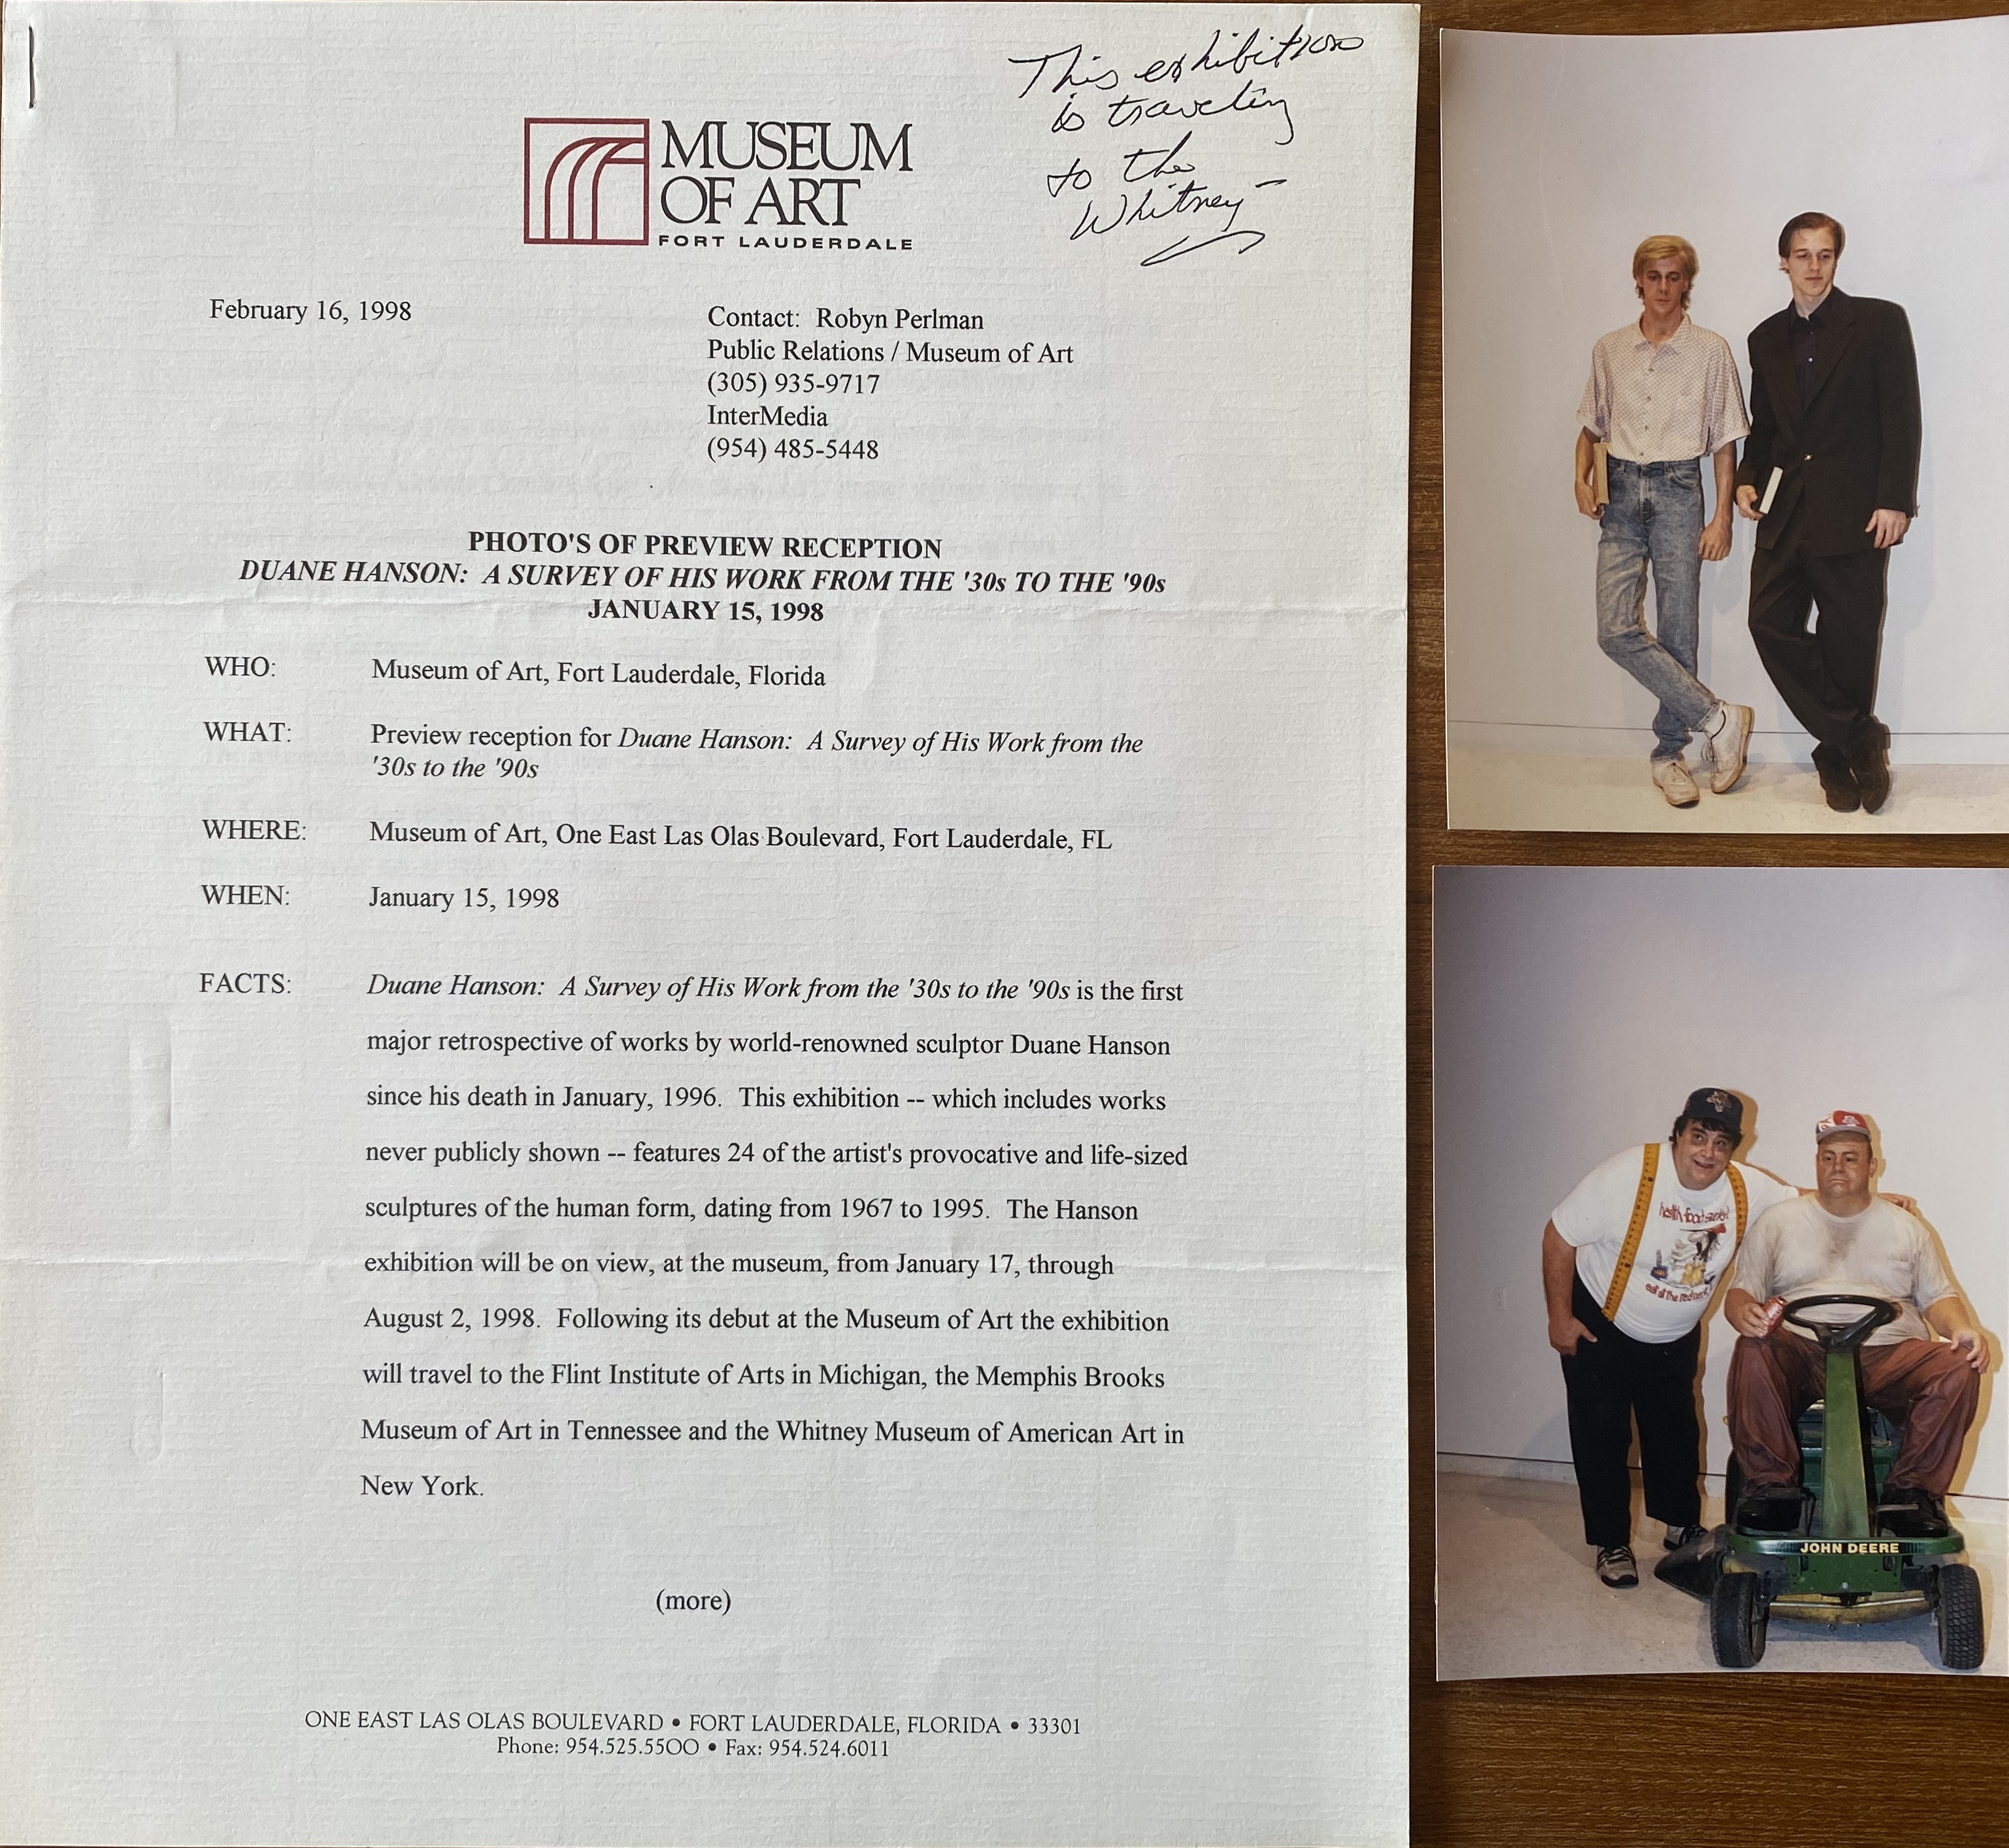 This exhibition
is traveling
to the
Whitney –
MUSEUM
OF ART
FORT LAUDERDALE
February 16, 1998
Contact: Robyn Perlman
Public Relations / Museum of Art
(305) 935-9717
InterMedia
(954) 485-5448
PHOTO'S OF PREVIEW RECEPTION
DUANE HANSON: A SURVEY OF HIS WORK FROM THE '30s TO THE '90s
JANUARY 15, 1998
WHO: Museum of Art, Fort Lauderdale, Florida
WHAT: Preview reception for Duane Hanson: A Survey of His Work from the
'30s to the '90s
WHERE: Museum of Art, One East Las Olas Boulevard, Fort Lauderdale, FL
WHEN: January 15, 1998
FACTS: Duane Hanson: A Survey of His Work from the '30s to the '90s is the first
major retrospective of works by world-renowned sculptor Duane Hanson
since his death in January, 1996. This exhibition -- which includes works
never publicly shown -- features 24 of the artist's provocative and life-sized
sculptures of the human form, dating from 1967 to 1995. The Hanson
exhibition will be on view, at the museum, from January 17, through
August 2, 1998. Following its debut at the Museum of Art the exhibition
will travel to the Flint Institute of Arts in Michigan, the Memphis Brooks
Museum of Art in Tennessee and the Whitney Museum of American Art in
New York.
(more)
ONE EAST LAS OLAS BOULEVARD • FORT LAUDERDALE, FLORIDA • 33301
Phone: 954.525.5500 • Fax: 954.524.6011
health food
eat all the
JOHN DEERE